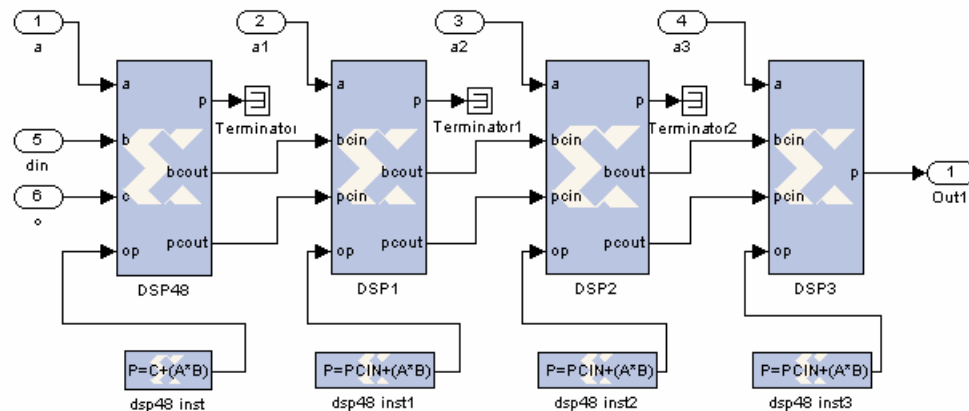 1 2 3 4
a a1 a2 a3
a a a a
p p p
Terminator Terminator1 Terminator2
5 b bcin bcin bcin
din bcout bcout bcout p 1
6 c pcin pcin pcin Out1
c
pcout pcout pcout
op op op op
DSP48 DSP1 DSP2 DSP3
P=C+(A*B) P=PCIN+(A*B) P=PCIN+(A*B) P=PCIN+(A*B)
dsp48 inst dsp48 inst1 dsp48 inst2 dsp48 inst3